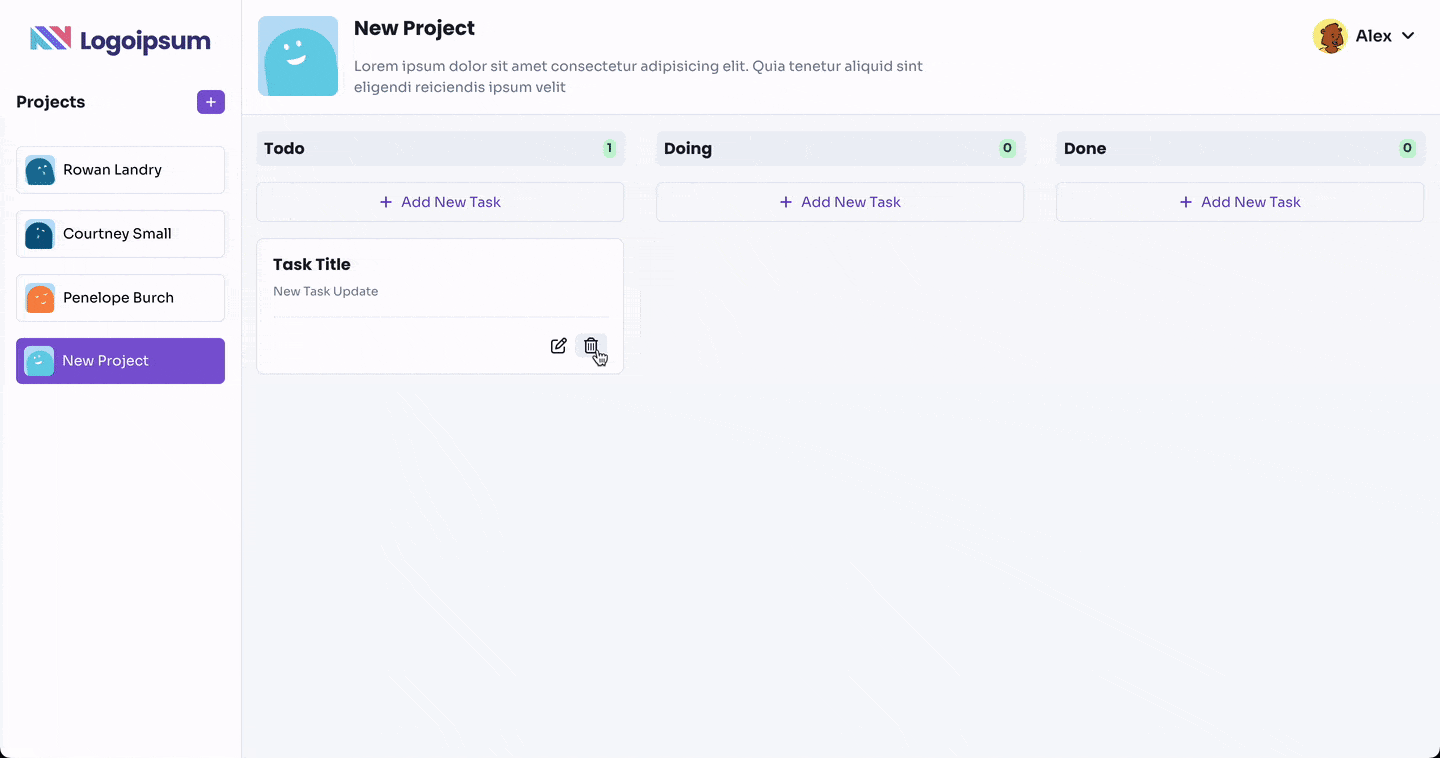 Logoipsum
Projects
Rowan Landry
Courtney Small
Penelope Burch
New Project
New Project
Lorem ipsum dolor sit amet consectetur adipisicing elit. Quia tenetur aliquid sint
eligendi reiciendis ipsum velit
Alex
Todo 1
Add New Task
Task Title
New Task Update
Doing 0
Add New Task
Done 0
Add New Task